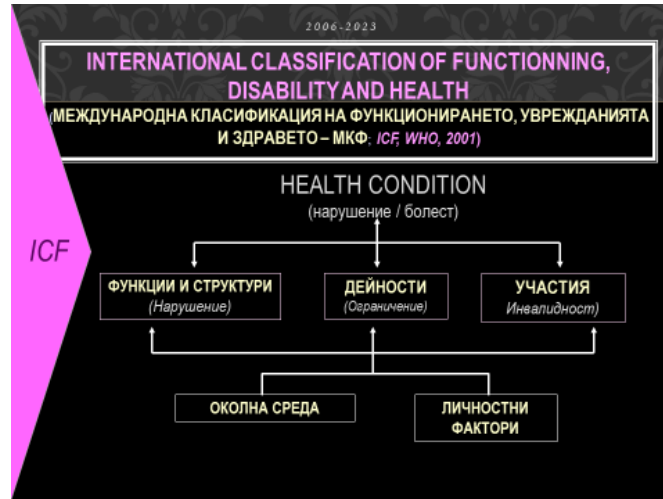 2006-2023
INTERNATIONAL CLASSIFICATION OF FUNCTIONNING,
DISABILITY AND HEALTH
(МЕЖДУНАРОДНА КЛАСИФИКАЦИЯ НА ФУНКЦИОНИРАНЕТО, УВРЕЖДАНИЯТА
И ЗДРАВЕТО – МКФ; ICF, WHO, 2001)
HEALTH CONDITION
(нарушение / болест)
ICF
ФУНКЦИИ И СТРУКТУРИ
(Нарушение)
ДЕЙНОСТИ
(Ограничение)
УЧАСТИЯ
Инвалидност)
ОКОЛНА СРЕДА
ЛИЧНОСТНИ
ФАКТОРИ